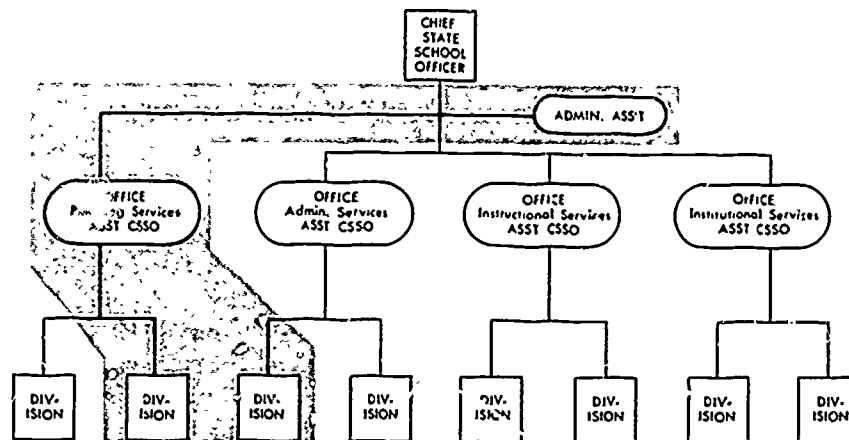 CHIEF
STATE
SCHOOL
OFFICER
ADMIN. ASS'T
OFFICE
Services
ASST CSSO
OFFICE
Admin. Services
ASST CSSO
OFFICE
Instructional Services
ASST CSSO
OFFICE
Institutional Services
ASST CSSO
DIV-
ISION
DIV-
ISION
DIV-
ISION
DIV-
ISION
DIV-
ISION
DIV-
ISION
DIV-
ISION
DIV-
ISION